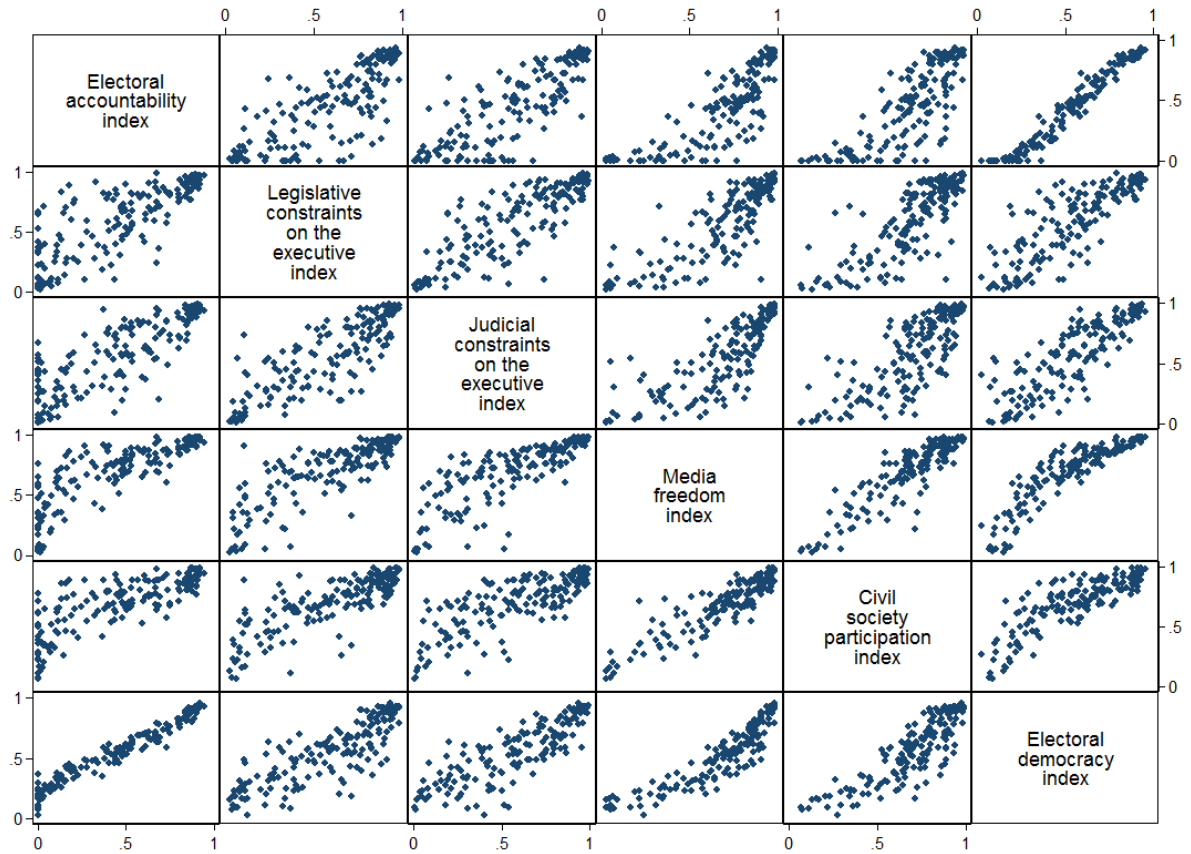 0 .5 1 0 .5 1 0 .5 1
Electoral
accountability
index
1
.5
0
1
.5
0
Legislative
constraints
on the
executive
index
Judicial
constraints
on the
executive
index
1
.5
0
1
.5
0
Media
freedom
index
Civil
society
participation
index
1
.5
0
1
.5
0
Electoral
democracy
index
0 .5 1 0 .5 1 0 .5 1